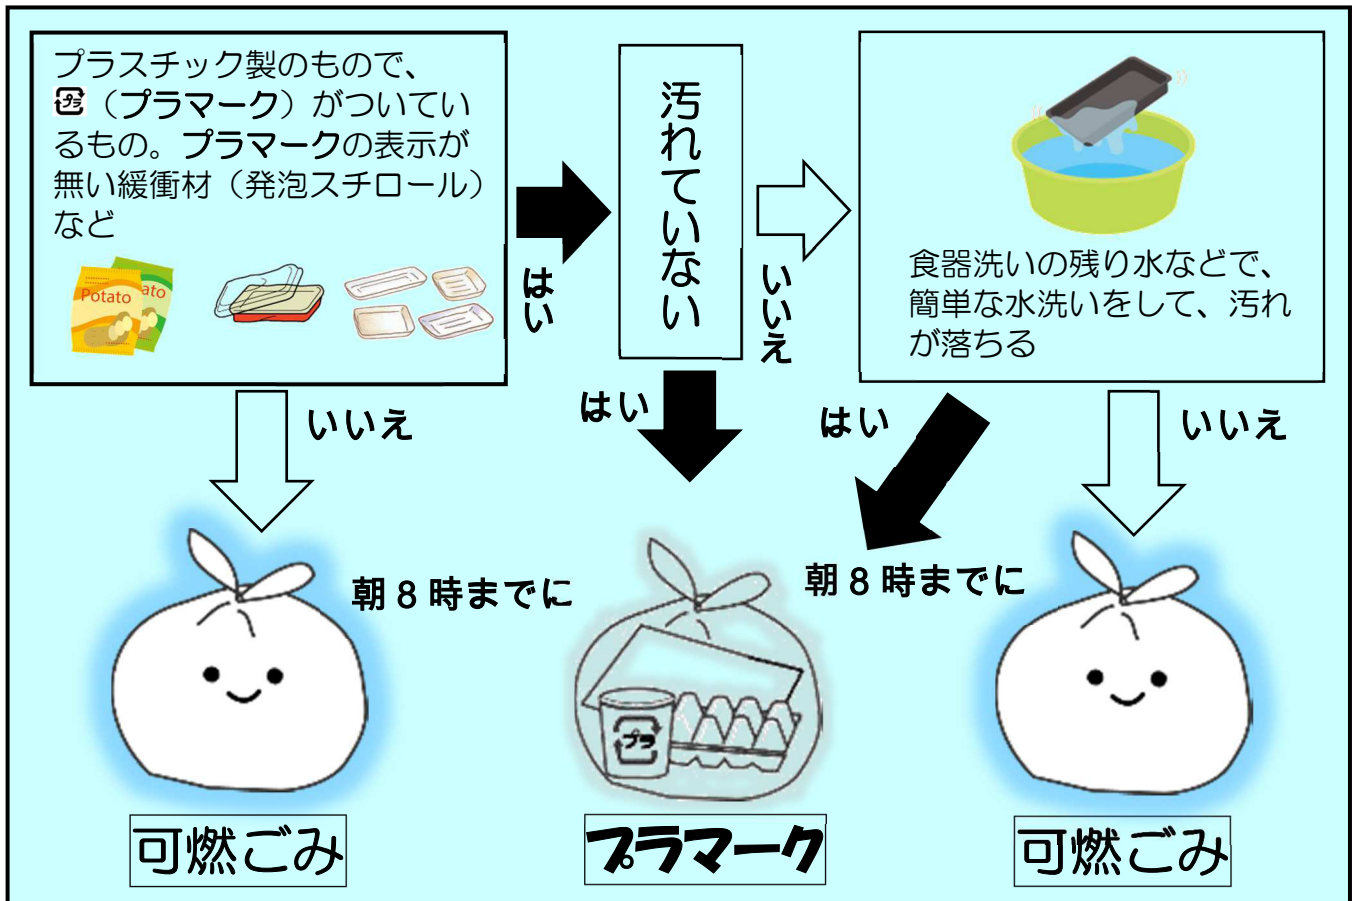 プラスチック製のもので、
プラ（プラマーク）がついてい
るもの。プラマークの表示が
無い緩衝材（発泡スチロール）
など
Potato
ato
はい
汚れていない
いいえ
食器洗いの残り水などで、
簡単な水洗いをして、汚れ
が落ちる
いいえ
はい
はい
いいえ
朝８時までに
朝８時までに
プラ
可燃ごみ
プラマーク
可燃ごみ